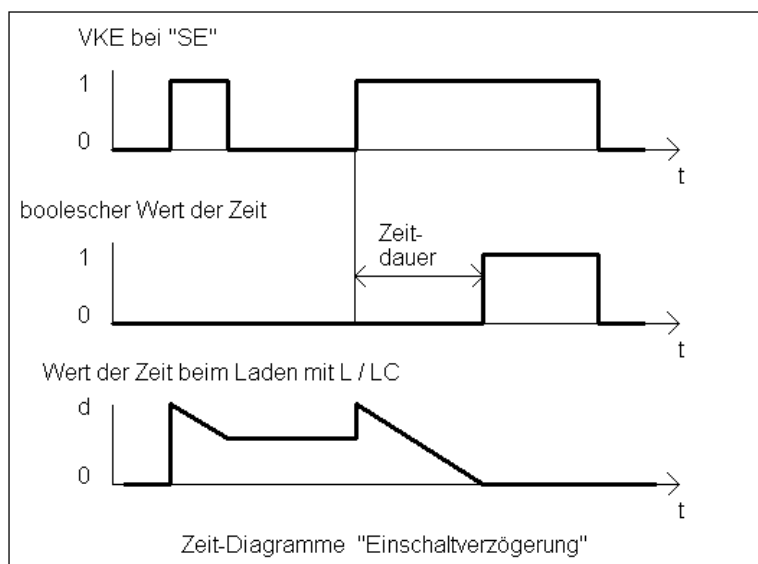 VKE bei "SE"
1
0
t
boolescher Wert der Zeit
Zeit-
dauer
1
0
t
Wert der Zeit beim Laden mit L / LC
d
0
t
Zeit-Diagramme "Einschaltverzögerung"